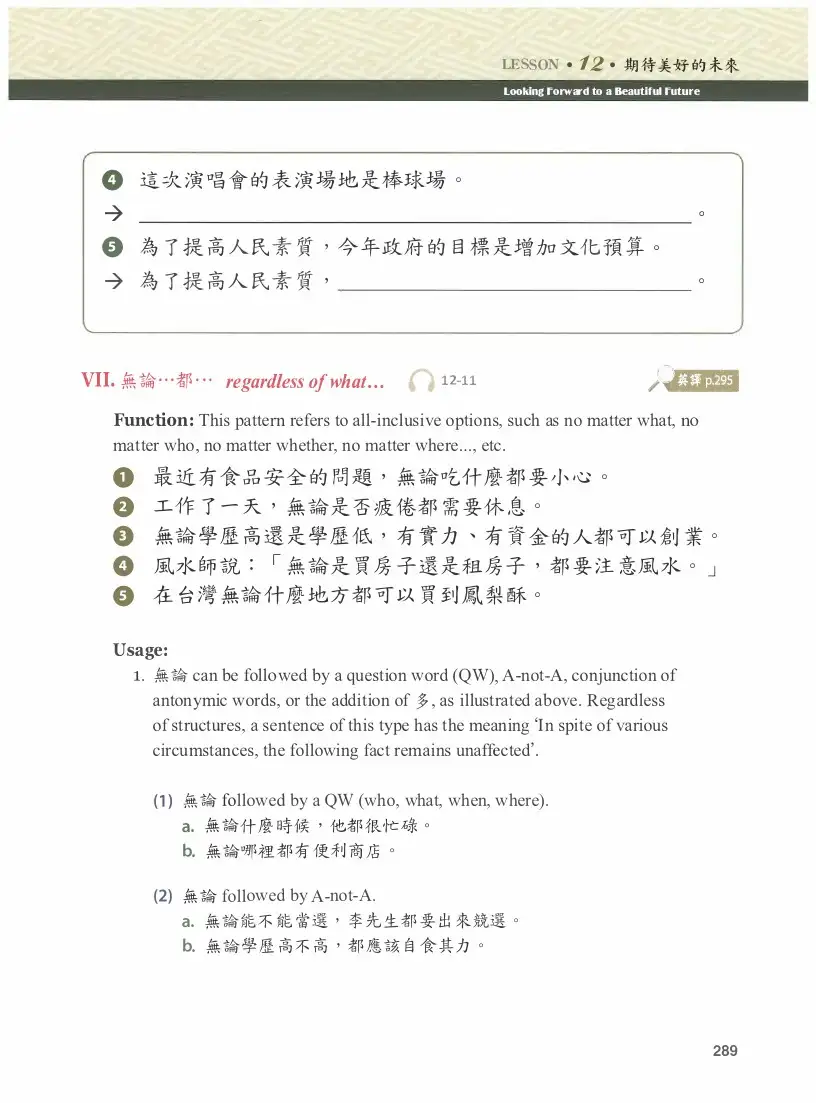 LESSON • 12 • 期待美好的未來
Looking Forward to a Beautiful Future
4 這次演唱會的表演場地是棒球場。
→ ______________________________。
5 為了提高人民素質，今年政府的目標是增加文化預算。
→ 為了提高人民素質，____________________。
VII. 無論…都… regardless of what… 12-11 英譯 p.295
Function: This pattern refers to all-inclusive options, such as no matter what, no
matter who, no matter whether, no matter where..., etc.
1 最近有食品安全的問題，無論吃什麼都要小心。
2 工作了一天，無論是否疲倦都需要休息。
3 無論學歷高還是學歷低，有實力、有資金的人都可以創業。
4 風水師說：「無論是買房子還是租房子，都要注意風水。」
5 在台灣無論什麼地方都可以買到鳳梨酥。
Usage:
1. 無論 can be followed by a question word (QW), A-not-A, conjunction of
antonymic words, or the addition of 多, as illustrated above. Regardless
of structures, a sentence of this type has the meaning ‘In spite of various
circumstances, the following fact remains unaffected’.
(1) 無論 followed by a QW (who, what, when, where).
a. 無論什麼時候，他都很忙碌。
b. 無論哪裡都有便利商店。
(2) 無論 followed by A-not-A.
a. 無論能不能當選，李先生都要出來競選。
b. 無論學歷高不高，都應該自食其力。
289